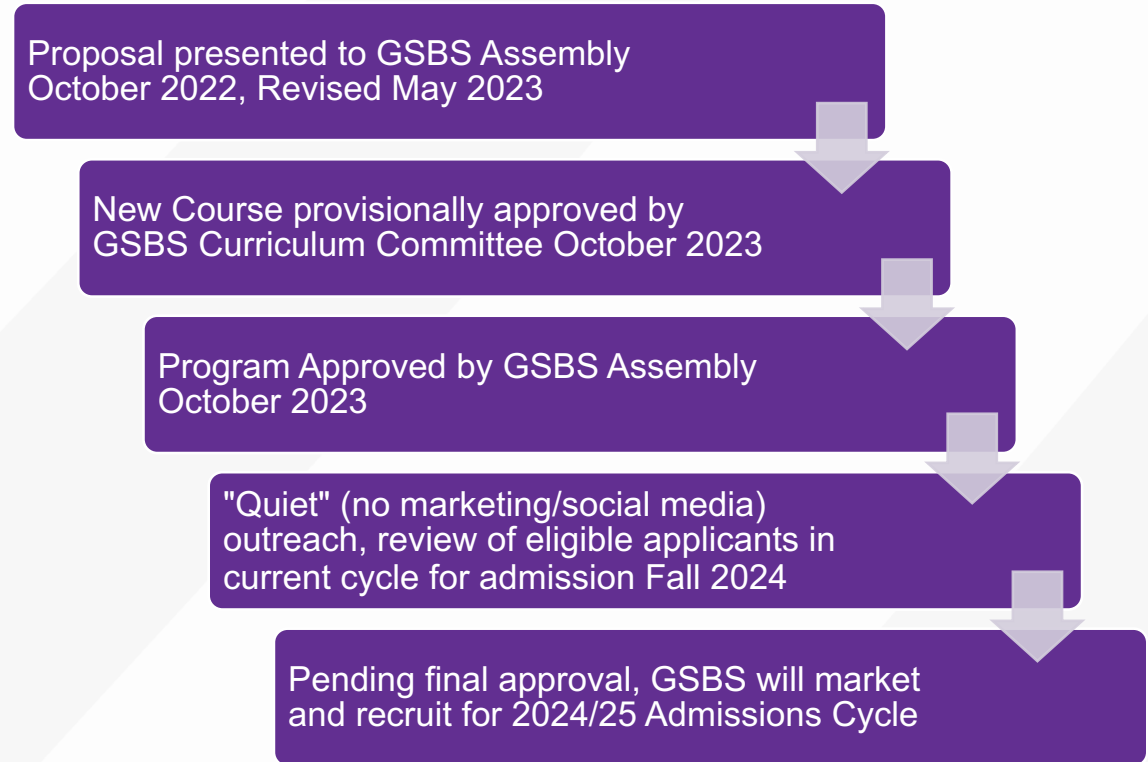 Proposal presented to GSBS Assembly
October 2022, Revised May 2023
New Course provisionally approved by
GSBS Curriculum Committee October 2023
Program Approved by GSBS Assembly
October 2023
"Quiet" (no marketing/social media)
outreach, review of eligible applicants in
current cycle for admission Fall 2024
Pending final approval, GSBS will market
and recruit for 2024/25 Admissions Cycle